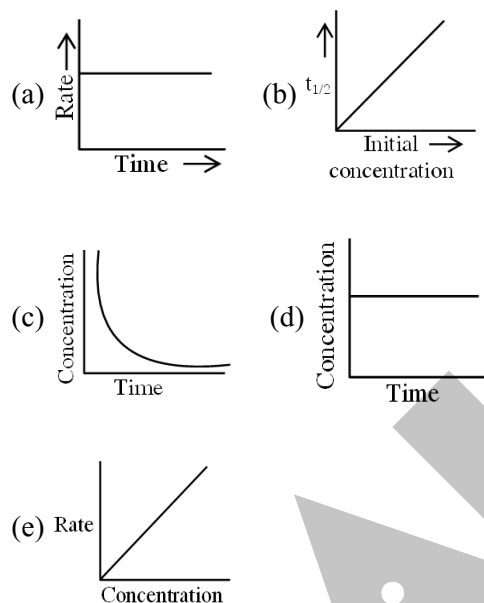 (a)
Rate
Time
(b)
t1/2
Initial
concentration
(c)
Concentration
Time
(d)
Concentration
Time
(e)
Rate
Concentration